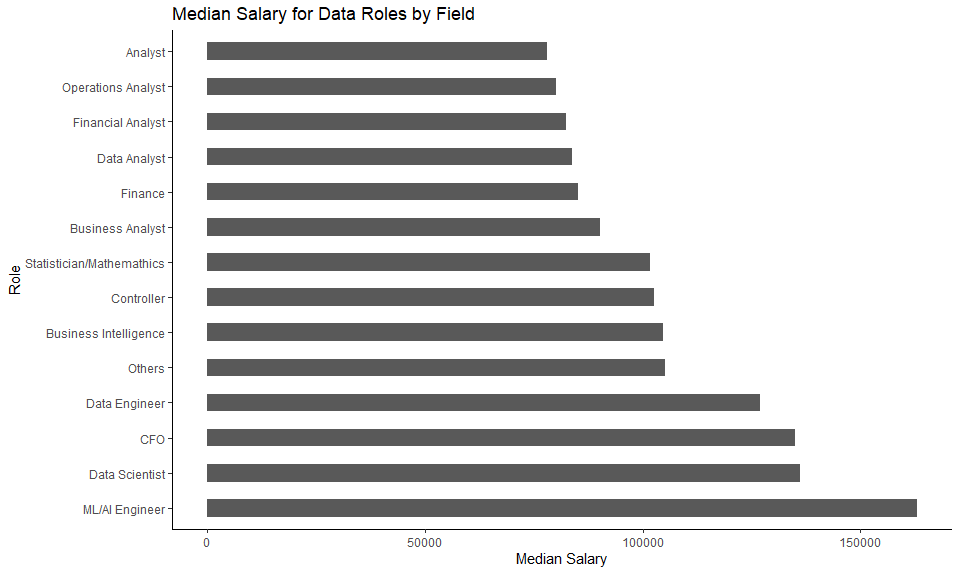 Median Salary for Data Roles by Field
Role
Analyst
Operations Analyst
Financial Analyst
Data Analyst
Finance
Business Analyst
Statistician/Mathemathics
Controller
Business Intelligence
Others
Data Engineer
CFO
Data Scientist
ML/AI Engineer
0 50000 100000 150000
Median Salary